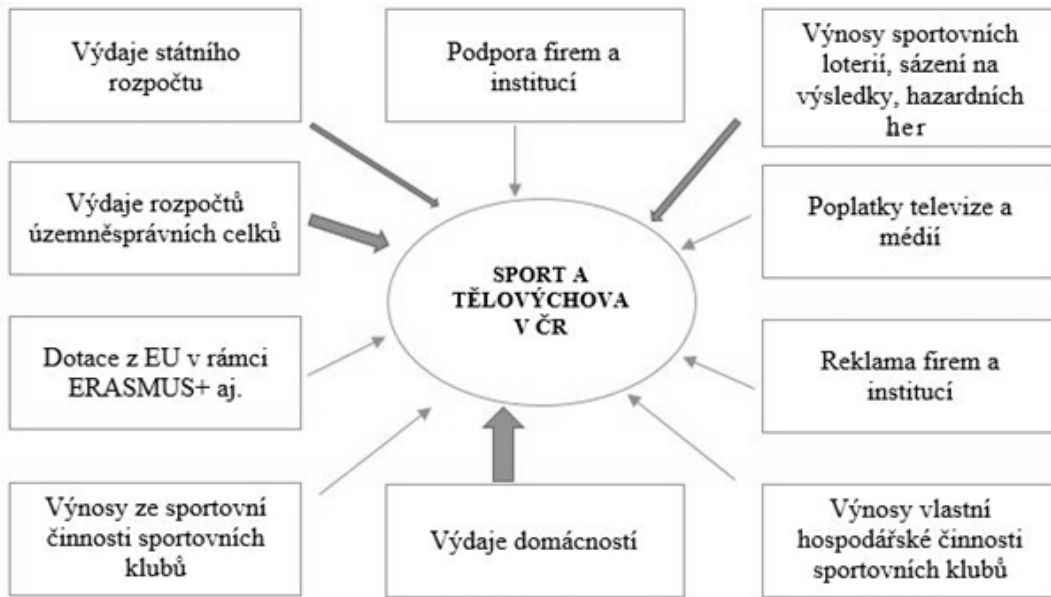 Výdaje státního
rozpočtu
Podpora firem a
institucí
Výnosy sportovních
loterií, sázení na
výsledky, hazardních
her
Výdaje rozpočtů
územněsprávních celků
Poplatky televize a
médií
SPORT A
TĚLOVÝCHOVA
V ČR
Dotace z EU v rámci
ERASMUS+ aj.
Reklama firem a
institucí
Výnosy ze sportovní
činnosti sportovních
klubů
Výdaje domácností
Výnosy vlastní
hospodářské činnosti
sportovních klubů